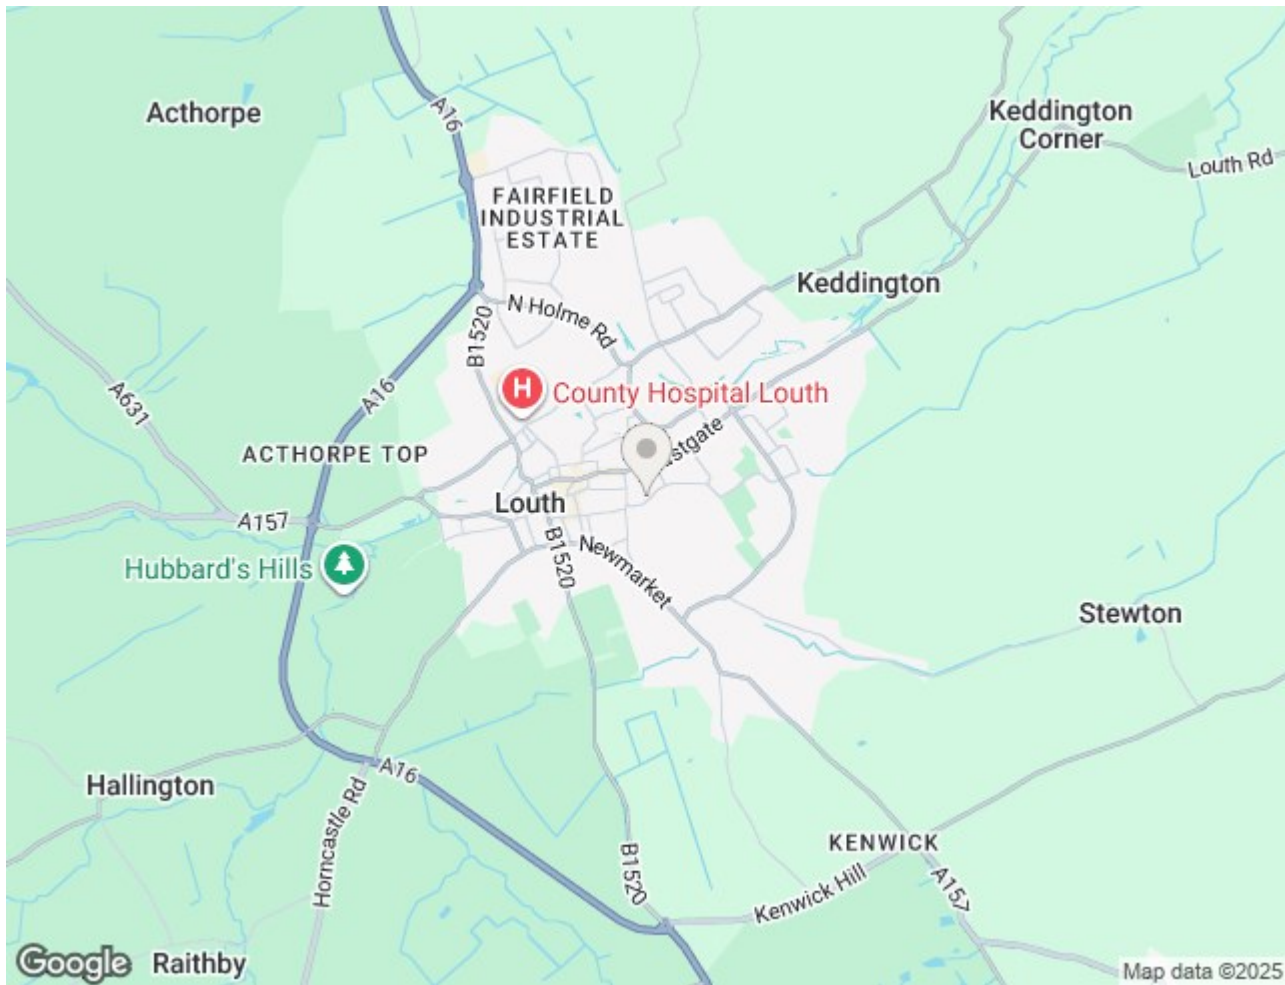 Acthorpe
A16
Keddington
Corner
Louth Rd
FAIRFIELD
INDUSTRIAL
ESTATE
Keddington
N Holme Rd
B1520
A631
A16
County Hospital Louth
ACTHORPE TOP
Louth
A157
B1520
Newmarket
Hubbard's Hills
Stewton
A16
Hallington
Horncastle Rd
B1520
KENWICK
Kenwick Hill
A157
Raithby
Google
Map data ©2025